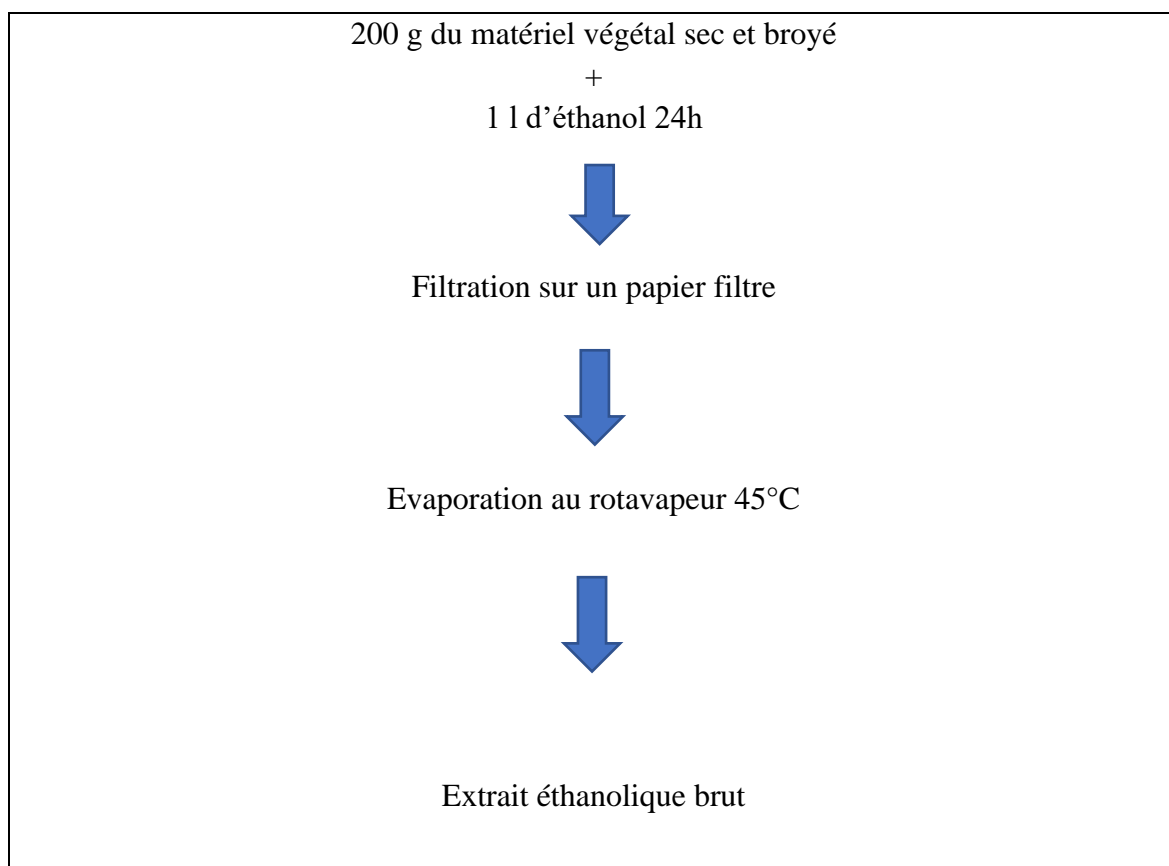 200 g du matériel végétal sec et broyé
+
1 l d’éthanol 24h
Filtration sur un papier filtre
Evaporation au rotavapeur 45°C
Extrait éthanolique brut